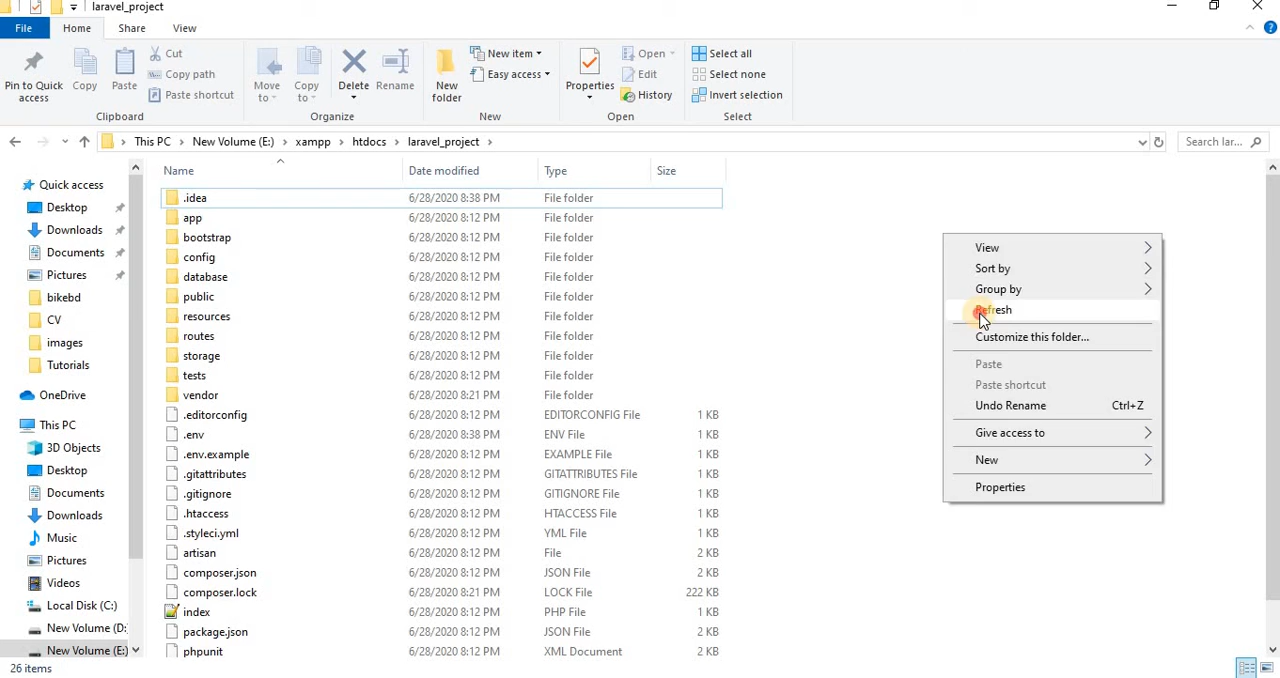 laravel_project
File Home Share View
Pin to Quick access
Copy
Paste
Cut
Copy path
Paste shortcut
Clipboard
Move to
Copy to
Delete
Rename
Organize
New folder
New item
Easy access
New
Properties
Open
Edit
History
Open
Select all
Select none
Invert selection
Select
This PC > New Volume (E:) > xampp > htdocs > laravel_project >
Search lar...
Quick access
Desktop
Downloads
Documents
Pictures
bikebd
CV
images
Tutorials
OneDrive
This PC
3D Objects
Desktop
Documents
Downloads
Music
Pictures
Videos
Local Disk (C:)
New Volume (D:
New Volume (E:)
Name Date modified Type Size
.idea 6/28/2020 8:38 PM File folder
app 6/28/2020 8:12 PM File folder
bootstrap 6/28/2020 8:12 PM File folder
config 6/28/2020 8:12 PM File folder
database 6/28/2020 8:12 PM File folder
public 6/28/2020 8:12 PM File folder
resources 6/28/2020 8:12 PM File folder
routes 6/28/2020 8:12 PM File folder
storage 6/28/2020 8:12 PM File folder
tests 6/28/2020 8:12 PM File folder
vendor 6/28/2020 8:21 PM File folder
.editorconfig 6/28/2020 8:12 PM EDITORCONFIG File 1 KB
.env 6/28/2020 8:38 PM ENV File 1 KB
.env.example 6/28/2020 8:12 PM EXAMPLE File 1 KB
.gitattributes 6/28/2020 8:12 PM GITATTRIBUTES File 1 KB
.gitignore 6/28/2020 8:12 PM GITIGNORE File 1 KB
.htaccess 6/28/2020 8:12 PM HTACCESS File 1 KB
.styleci.yml 6/28/2020 8:12 PM YML File 1 KB
artisan 6/28/2020 8:12 PM File 2 KB
composer.json 6/28/2020 8:12 PM JSON File 2 KB
composer.lock 6/28/2020 8:21 PM LOCK File 222 KB
index 6/28/2020 8:12 PM PHP File 1 KB
package.json 6/28/2020 8:12 PM JSON File 2 KB
phpunit 6/28/2020 8:12 PM XML Document 2 KB
View
Sort by
Group by
Refresh
Customize this folder...
Paste
Paste shortcut
Undo Rename Ctrl+Z
Give access to
New
Properties
26 items